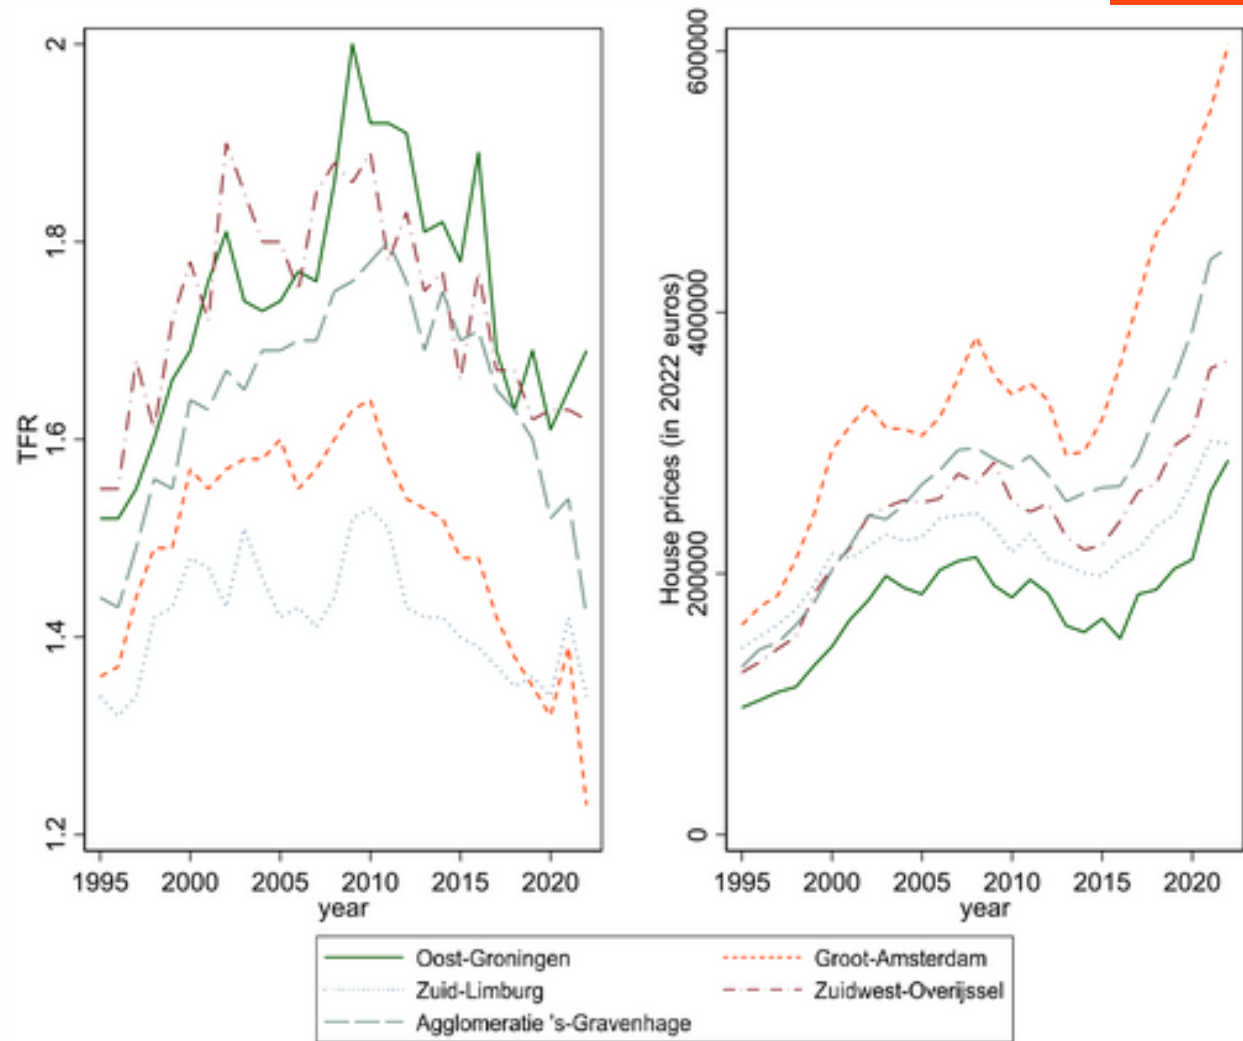 TFR
2
1.8
1.6
1.4
1.2
1995 2000 2005 2010 2015 2020
year
House prices (in 2022 euros)
600000
400000
200000
0
1995 2000 2005 2010 2015 2020
year
Oost-Groningen
Groot-Amsterdam
Zuid-Limburg
Zuidwest-Overijssel
Agglomeratie 's-Gravenhage